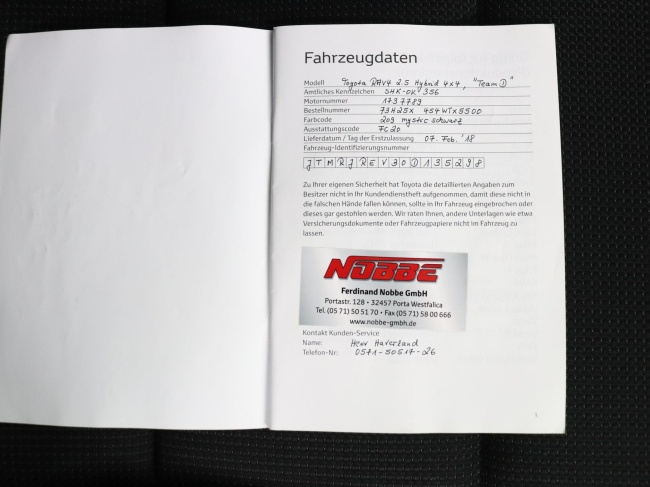 Fahrzeugdaten
Modell Toyota RAV4 2.5 Hybrid 4x4, "Team D"
Amtliches Kennzeichen SHK-OK 356
Motornummer 1737789
Bestellnummer 73H25X 454WTX5500
Farbcode 209 mystic schwarz
Ausstattungscode FC20
Lieferdatum / Tag der Erstzulassung 07. Feb. '18
Fahrzeug-Identifizierungsnummer
JTMRJREV30D135298
Zu Ihrer eigenen Sicherheit hat Toyota die detaillierten Angaben zum
Besitzer nicht in Ihr Kundendienstheft aufgenommen, damit diese nicht in
die falschen Hände fallen können, sollte in Ihr Fahrzeug eingebrochen oder
dieses gar gestohlen werden. Wir raten Ihnen, andere Unterlagen wie etwa
Versicherungsdokumente oder Fahrzeugpapiere nicht im Fahrzeug zu
lassen.
NOBBE
Ferdinand Nobbe GmbH
Portastr. 128 • 32457 Porta Westfalica
Tel. (05 71) 50 51 70 • Fax (05 71) 58 00 666
www.nobbe-gmbh.de
Kontakt Kunden-Service
Name: Herr Haverland
Telefon-Nr: 0571-50517-26